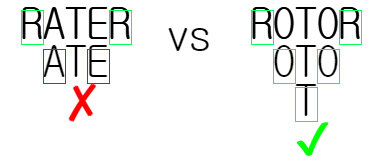 RATER VS ROTOR
ATE OTO
T